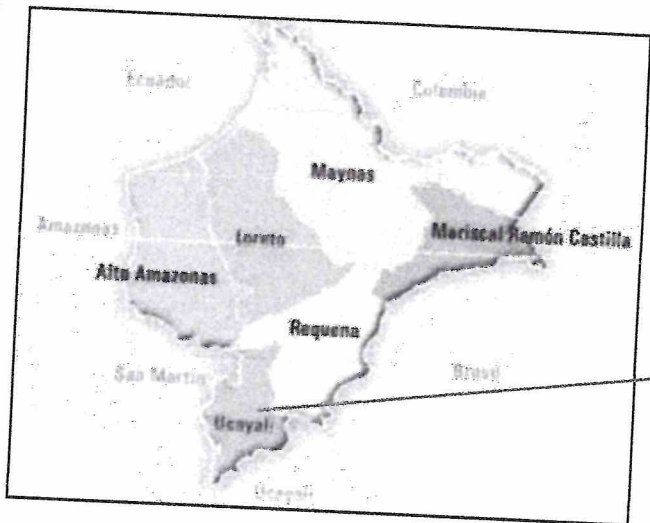 Ecuador
Colombia
Maynas
Amazonas
Loreto
Mariscal Ramón Castilla
Alto Amazonas
Requena
San Martín
Brasil
Ucayali
Ucayali